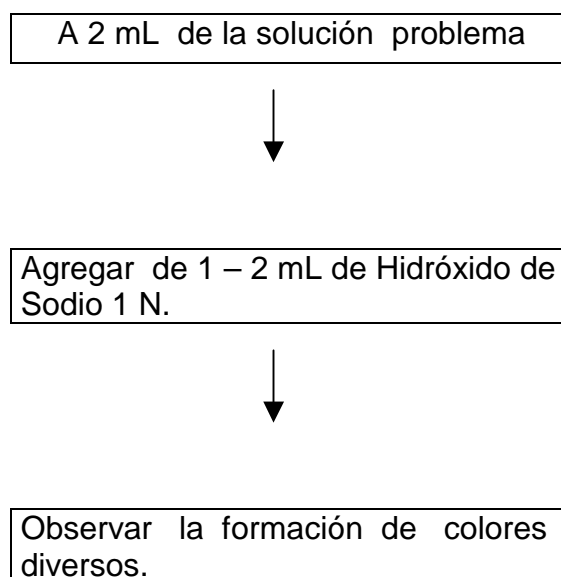 A 2 mL de la solución problema
Agregar de 1 – 2 mL de Hidróxido de
Sodio 1 N.
Observar la formación de colores
diversos.